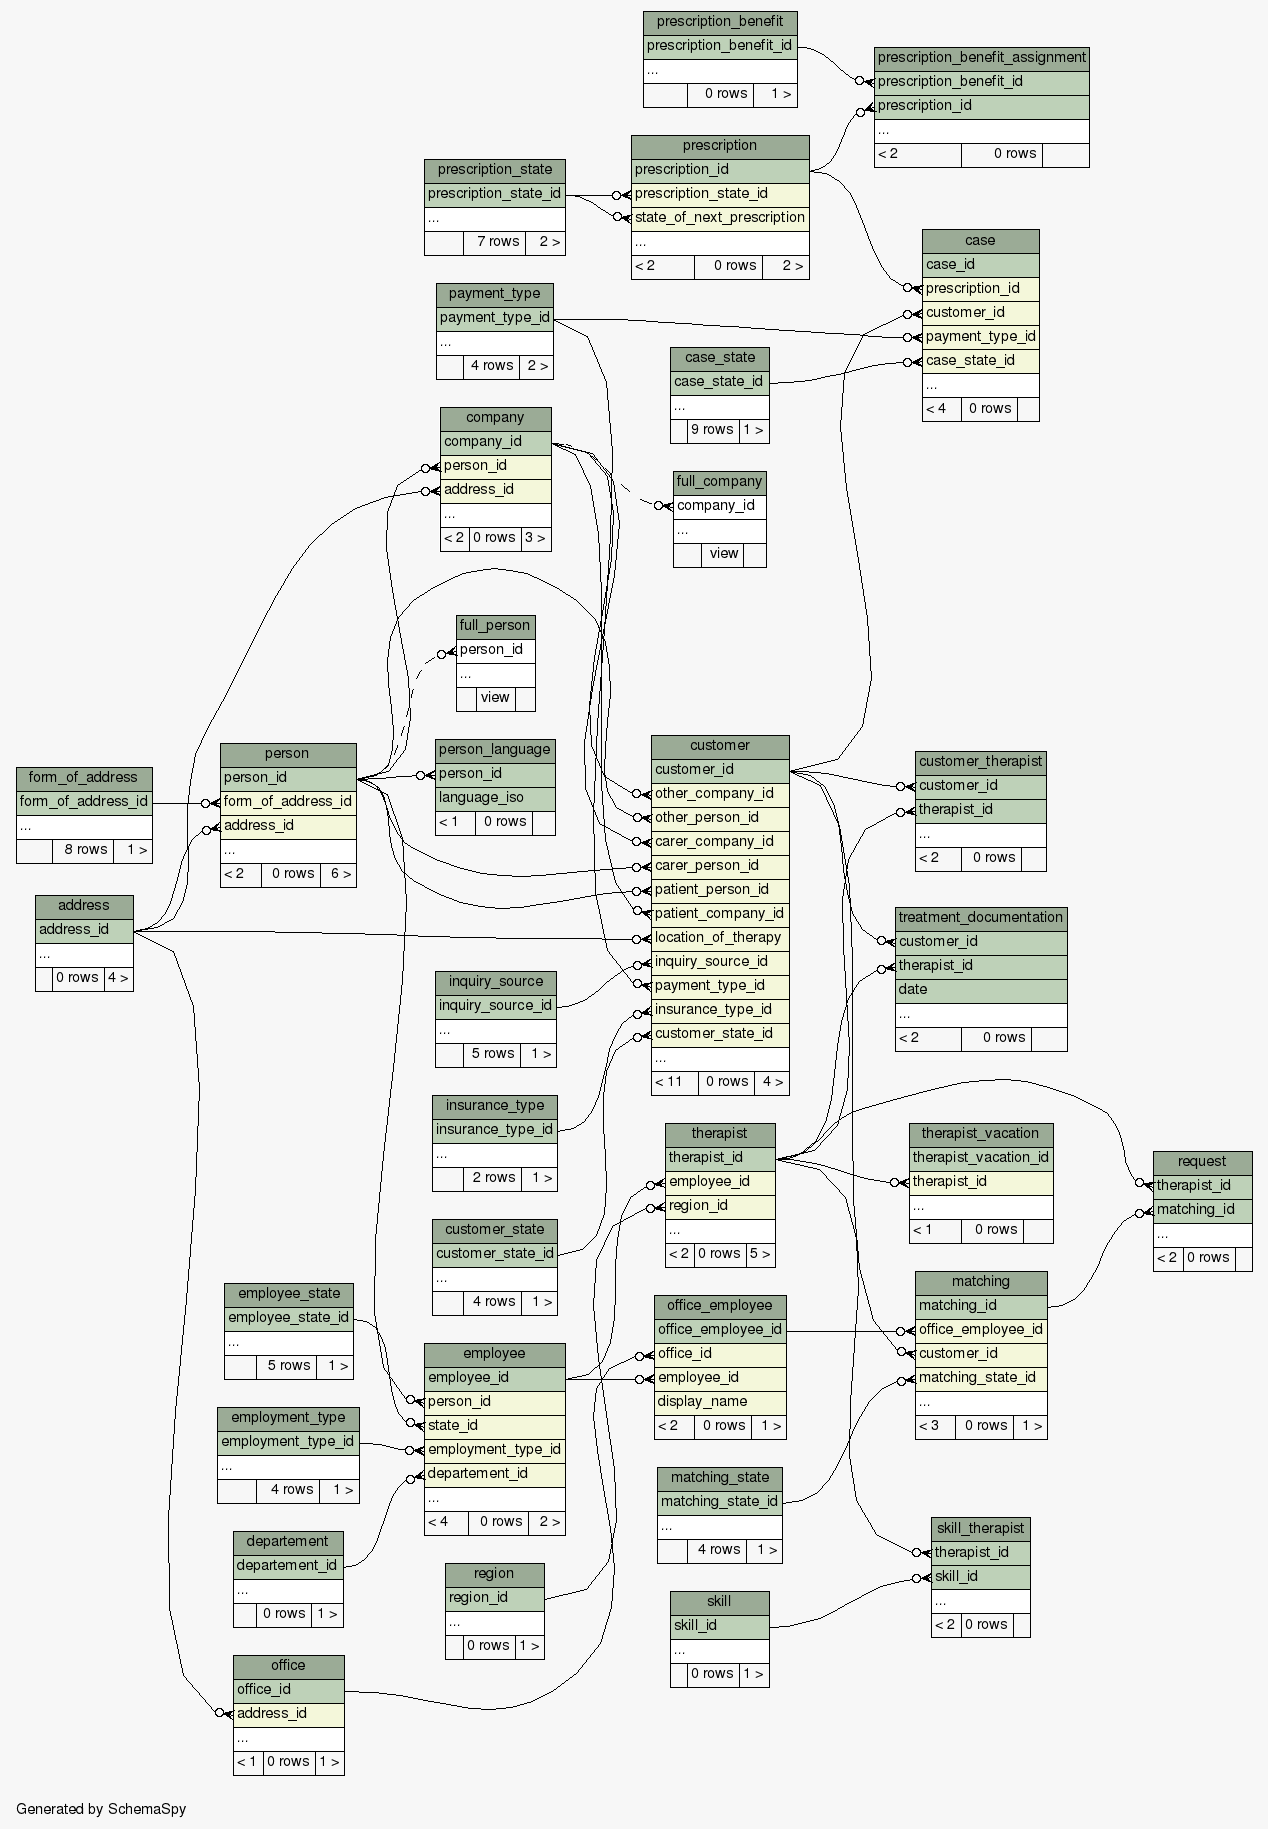 prescription_benefit
prescription_benefit_id
...
0 rows 1 >
prescription_benefit_assignment
prescription_benefit_id
prescription_id
...
< 2 0 rows
prescription
prescription_id
prescription_state_id
state_of_next_prescription
...
< 2 0 rows 2 >
prescription_state
prescription_state_id
...
7 rows 2 >
case
case_id
prescription_id
customer_id
payment_type_id
case_state_id
...
< 4 0 rows
payment_type
payment_type_id
...
4 rows 2 >
case_state
case_state_id
...
9 rows 1 >
company
company_id
person_id
address_id
...
< 2 0 rows 3 >
full_company
company_id
...
view
full_person
person_id
...
view
person
person_id
form_of_address_id
address_id
...
< 2 0 rows 6 >
person_language
person_id
language_iso
< 1 0 rows
form_of_address
form_of_address_id
...
8 rows 1 >
address
address_id
...
0 rows 4 >
customer
customer_id
other_company_id
other_person_id
carer_company_id
carer_person_id
patient_person_id
patient_company_id
location_of_therapy
inquiry_source_id
payment_type_id
insurance_type_id
customer_state_id
...
< 11 0 rows 4 >
customer_therapist
customer_id
therapist_id
...
< 2 0 rows
treatment_documentation
customer_id
therapist_id
date
...
< 2 0 rows
inquiry_source
inquiry_source_id
...
5 rows 1 >
insurance_type
insurance_type_id
...
2 rows 1 >
therapist
therapist_id
employee_id
region_id
...
< 2 0 rows 5 >
therapist_vacation
therapist_vacation_id
therapist_id
...
< 1 0 rows
request
therapist_id
matching_id
...
< 2 0 rows
customer_state
customer_state_id
...
4 rows 1 >
employee_state
employee_state_id
...
5 rows 1 >
office_employee
office_employee_id
office_id
employee_id
display_name
< 2 0 rows 1 >
matching
matching_id
office_employee_id
customer_id
matching_state_id
...
< 3 0 rows 1 >
employee
employee_id
person_id
state_id
employment_type_id
departement_id
...
< 4 0 rows 2 >
employment_type
employment_type_id
...
4 rows 1 >
matching_state
matching_state_id
...
4 rows 1 >
departement
departement_id
...
0 rows 1 >
skill_therapist
therapist_id
skill_id
...
< 2 0 rows
region
region_id
...
0 rows 1 >
skill
skill_id
...
0 rows 1 >
office
office_id
address_id
...
< 1 0 rows 1 >
Generated by SchemaSpy